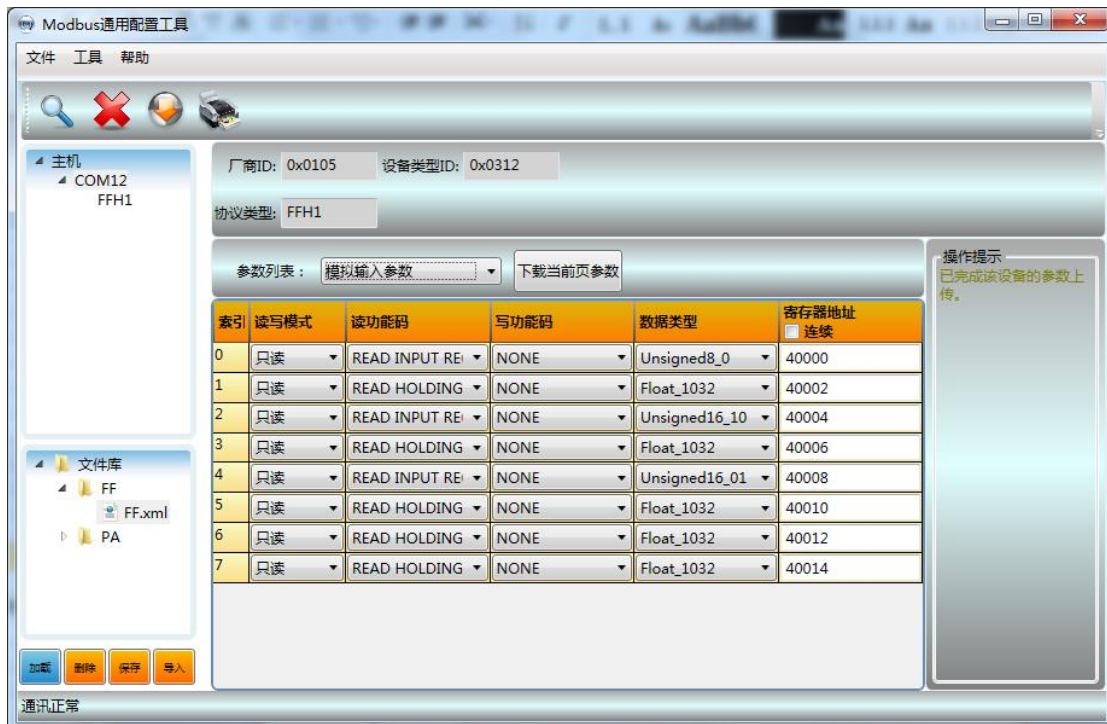 Modbus通用配置工具
文件 工具 帮助
主机
COM12
FFH1
厂商ID: 0x0105 设备类型ID: 0x0312
协议类型: FFH1
参数列表： 模拟输入参数 下载当前页参数
操作提示
已完成该设备的参数上
传。
索引 读写模式 读功能码 写功能码 数据类型 寄存器地址
连续
0 只读 READ INPUT RE NONE Unsigned8_0 40000
1 只读 READ HOLDING NONE Float_1032 40002
2 只读 READ INPUT RE NONE Unsigned16_10 40004
3 只读 READ HOLDING NONE Float_1032 40006
4 只读 READ INPUT RE NONE Unsigned16_01 40008
5 只读 READ HOLDING NONE Float_1032 40010
6 只读 READ HOLDING NONE Float_1032 40012
7 只读 READ HOLDING NONE Float_1032 40014
文件库
FF
FF.xml
PA
加载 删除 保存 导入
通讯正常